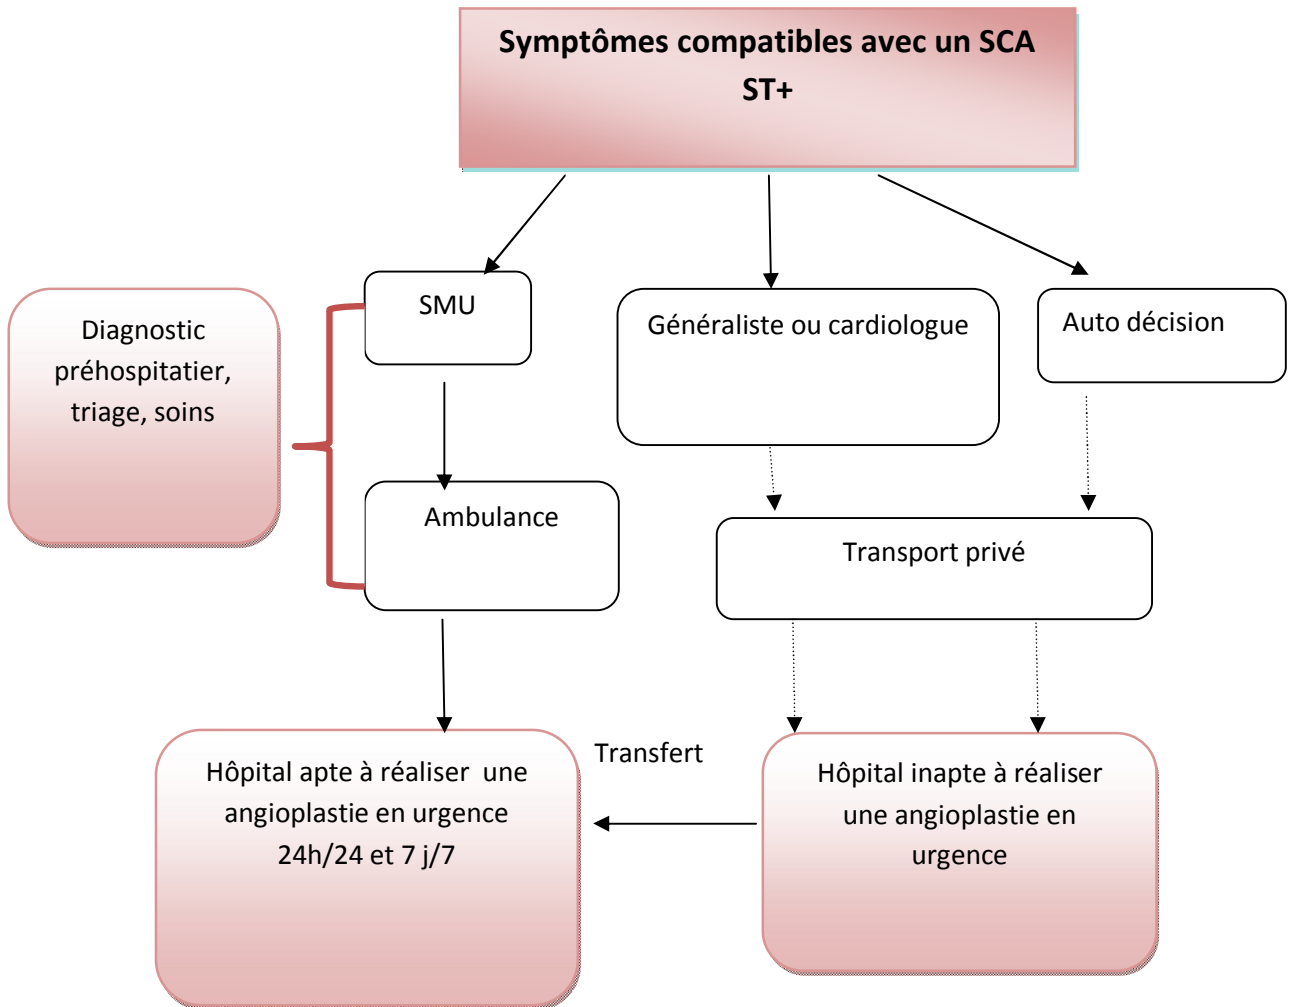 Symptômes compatibles avec un SCA
ST+
SMU
Généraliste ou cardiologue
Auto décision
Diagnostic
préhospitatier,
triage, soins
Ambulance
Transport privé
Hôpital apte à réaliser une
angioplastie en urgence
24h/24 et 7 j/7
Transfert
Hôpital inapte à réaliser
une angioplastie en
urgence